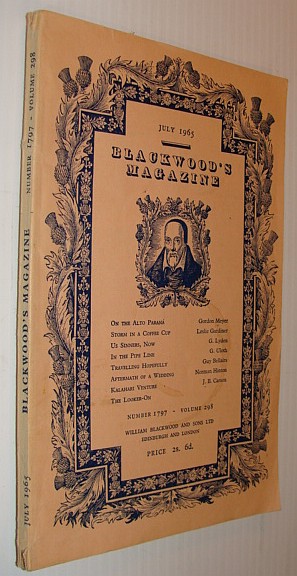 JULY 1965
BLACKWOOD'S
MAGAZINE
ON THE ALTO PARANÁ Gordon Meyer
STORM IN A COFFEE CUP Leslie Gardiner
US SINNERS, NOW G. Lyden
IN THE PIPE LINE G. Cloth
TRAVELLING HOPEFULLY Guy Bellairs
AFTERMATH OF A WEDDING Norman Hinton
KALAHARI VENTURE J. B. Carson
THE LOOKER-ON
NUMBER 1797 - VOLUME 298
WILLIAM BLACKWOOD AND SONS LTD
EDINBURGH AND LONDON
PRICE 2s. 6d.
JULY 1965 BLACKWOOD'S MAGAZINE NUMBER 1797 - VOLUME 298